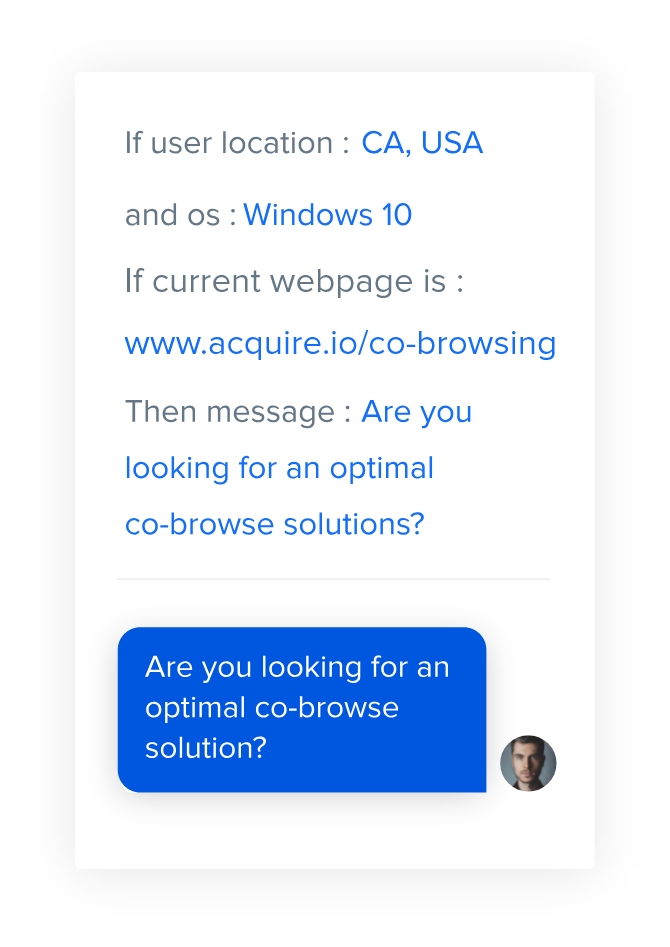 If user location : CA, USA
and os : Windows 10
If current webpage is :
www.acquire.io/co-browsing
Then message : Are you
looking for an optimal
co-browse solutions?
Are you looking for an
optimal co-browse
solution?